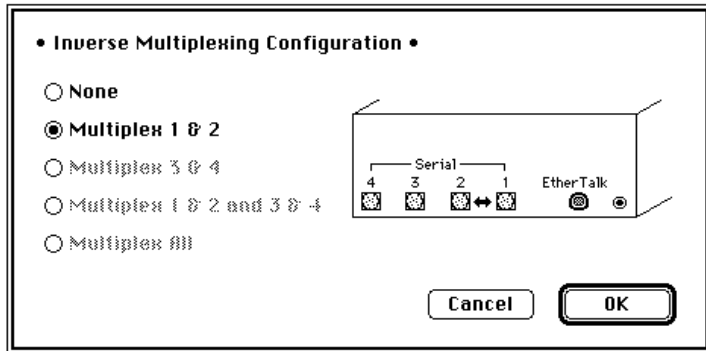 • Inverse Multiplexing Configuration •
None
Multiplex 1 & 2
Multiplex 3 & 4
Multiplex 1 & 2 and 3 & 4
Multiplex All
Serial
4 3 2 1 EtherTalk
Cancel OK